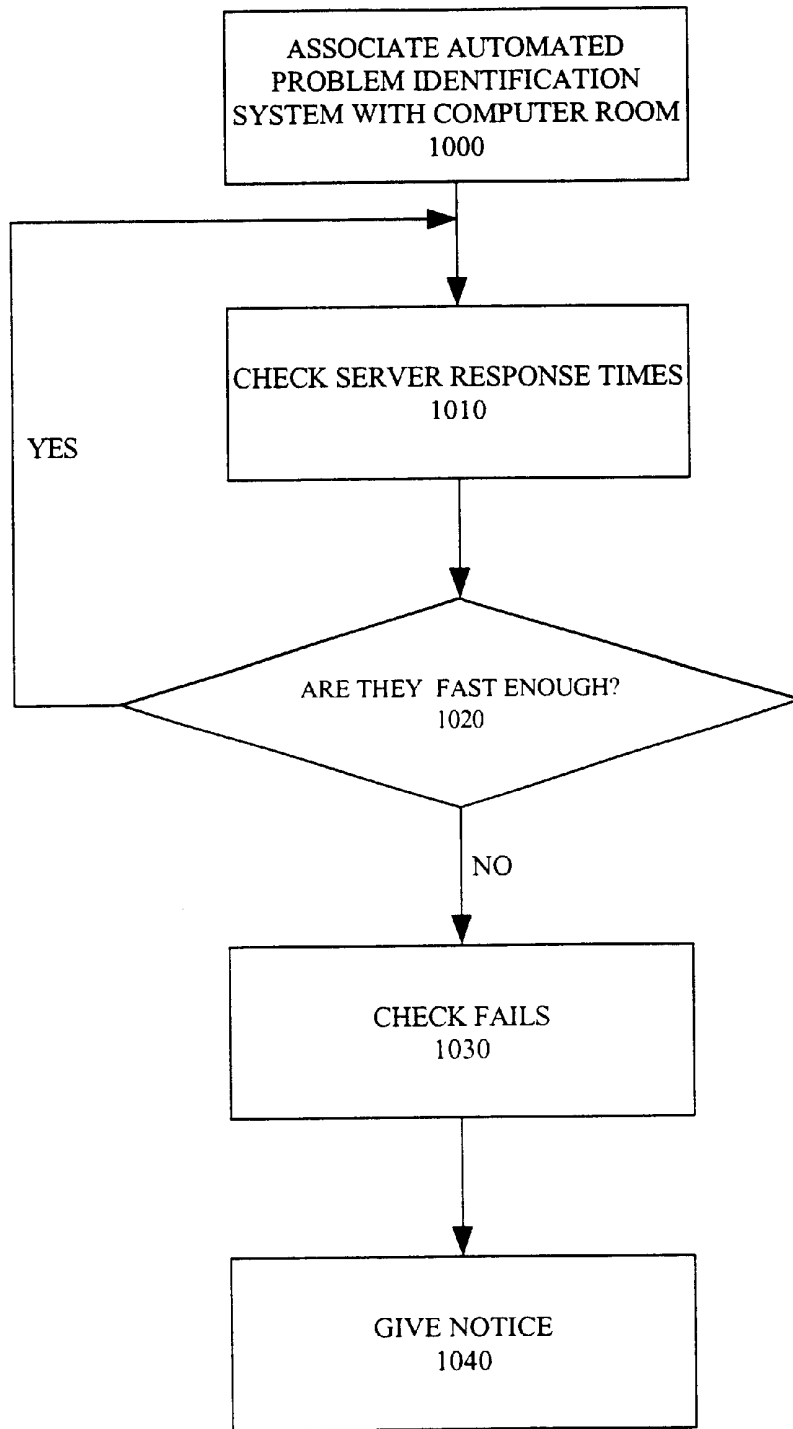 ASSOCIATE AUTOMATED
PROBLEM IDENTIFICATION
SYSTEM WITH COMPUTER ROOM
1000
CHECK SERVER RESPONSE TIMES
1010
YES
ARE THEY FAST ENOUGH?
1020
NO
CHECK FAILS
1030
GIVE NOTICE
1040